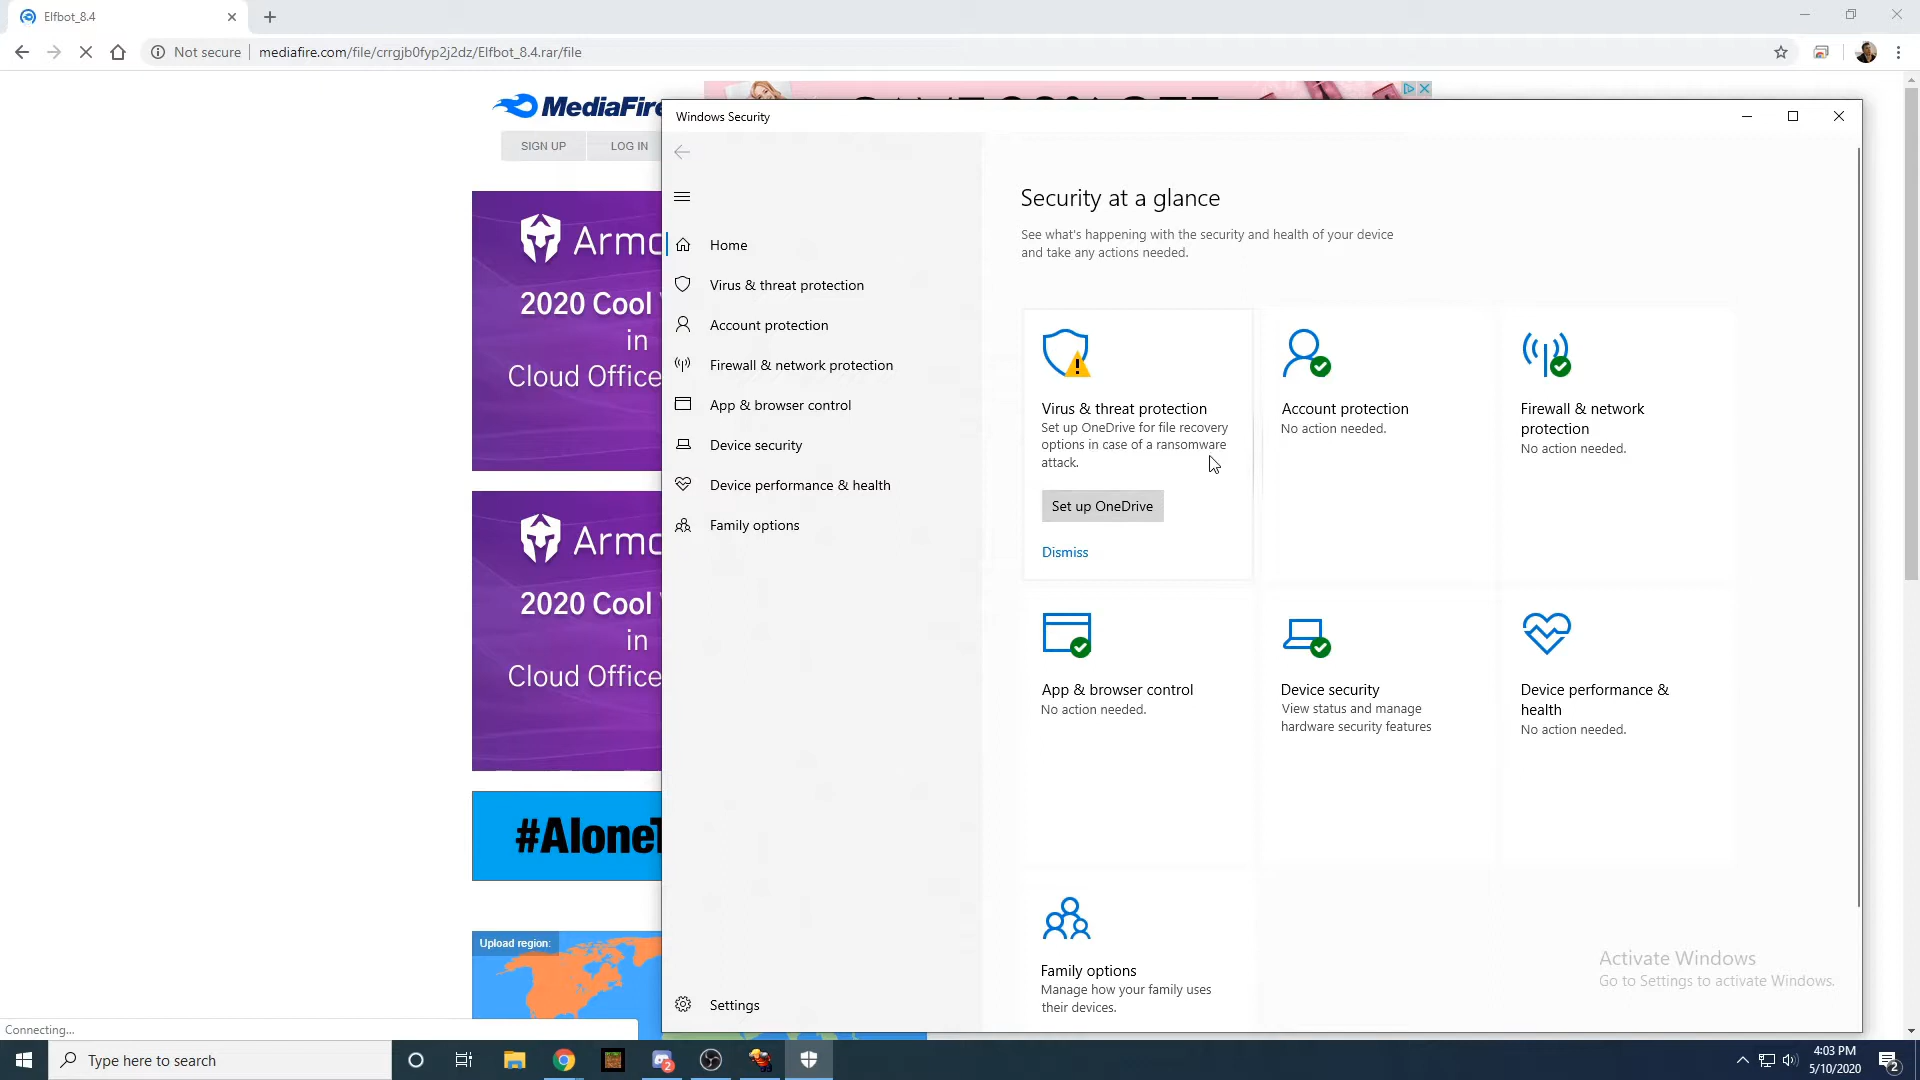 Elfbot_8.4
Not secure
mediafire.com/file/crrgjb0fyp2j2dz/Elfbot_8.4.rar/file
MediaFire
SIGN UP
LOG IN
Armo
2020 Cool
in
Cloud Office
Armo
2020 Cool
in
Cloud Office
#Alone
Upload region:
Connecting...
Windows Security
Home
Virus & threat protection
Account protection
Firewall & network protection
App & browser control
Device security
Device performance & health
Family options
Settings
Security at a glance
See what's happening with the security and health of your device
and take any actions needed.
Virus & threat protection
Set up OneDrive for file recovery
options in case of a ransomware
attack.
Set up OneDrive
Dismiss
Account protection
No action needed.
Firewall & network
protection
No action needed.
App & browser control
No action needed.
Device security
View status and manage
hardware security features
Device performance &
health
No action needed.
Family options
Manage how your family uses
their devices.
Activate Windows
Go to Settings to activate Windows.
Type here to search
2
4:03 PM
5/10/2020
2